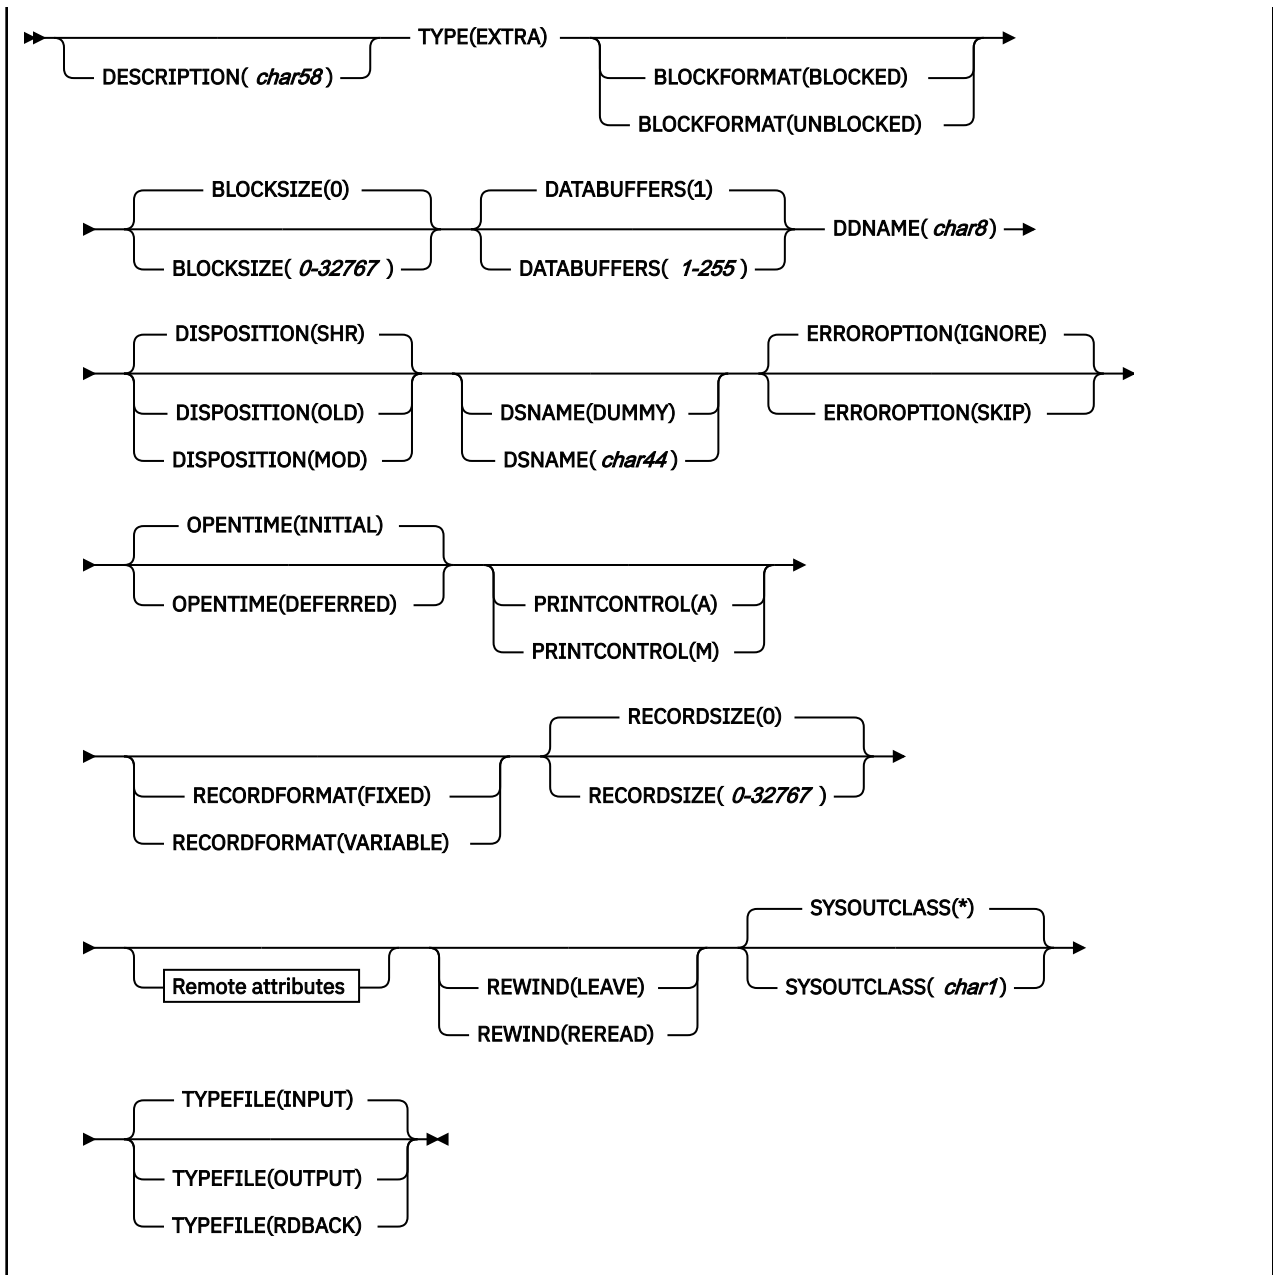 TYPE(EXTRA)
DESCRIPTION( char58 )
BLOCKFORMAT(BLOCKED)
BLOCKFORMAT(UNBLOCKED)
BLOCKSIZE(0)
BLOCKSIZE( 0-32767 )
DATABUFFERS(1)
DATABUFFERS( 1-255 )
DDNAME( char8 )
DISPOSITION(SHR)
DISPOSITION(OLD)
DISPOSITION(MOD)
DSNAME(DUMMY)
DSNAME( char44 )
ERROROPTION(IGNORE)
ERROROPTION(SKIP)
OPENTIME(INITIAL)
OPENTIME(DEFERRED)
PRINTCONTROL(A)
PRINTCONTROL(M)
RECORDFORMAT(FIXED)
RECORDFORMAT(VARIABLE)
RECORDSIZE(0)
RECORDSIZE( 0-32767 )
Remote attributes
REWIND(LEAVE)
REWIND(REREAD)
SYSOUTCLASS(*)
SYSOUTCLASS( char1 )
TYPEFILE(INPUT)
TYPEFILE(OUTPUT)
TYPEFILE(RDBACK)